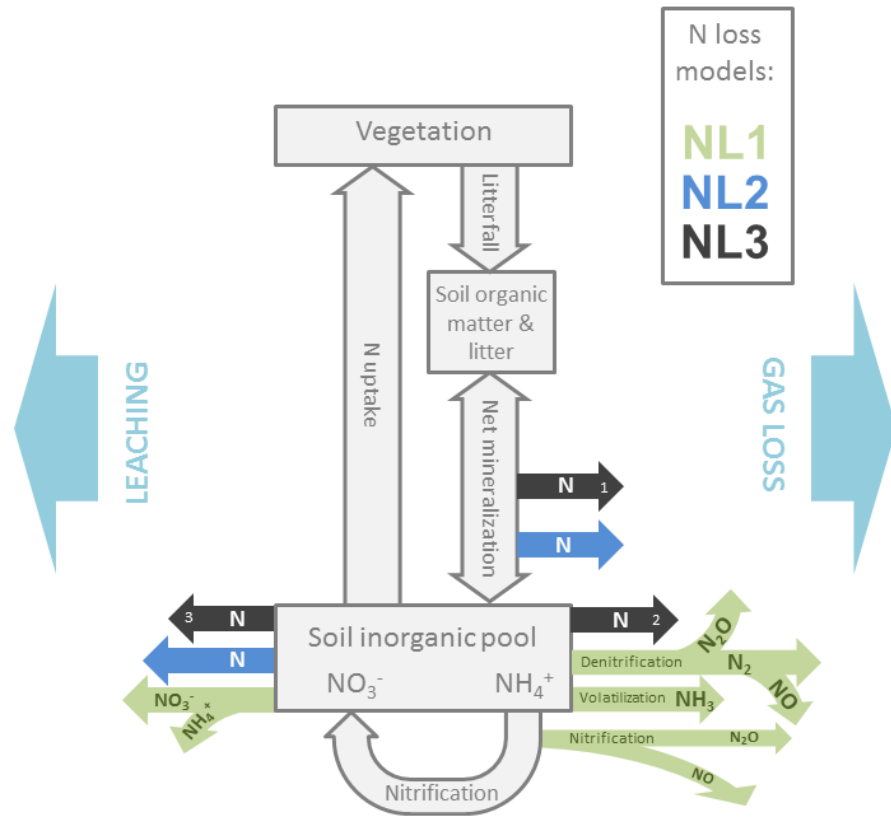 N loss
models:
NL1
NL2
NL3
Vegetation
Litterfall
Soil organic
matter &
litter
N uptake
Net mineralization
LEACHING
GAS LOSS
N 1
N
3 N
N
NO₃⁻
NH₄⁺
Soil inorganic pool
NO₃⁻ NH₄⁺
N 2
Denitrification N₂
N₂O
NO
Volatilization NH₃
Nitrification N₂O
NO
Nitrification